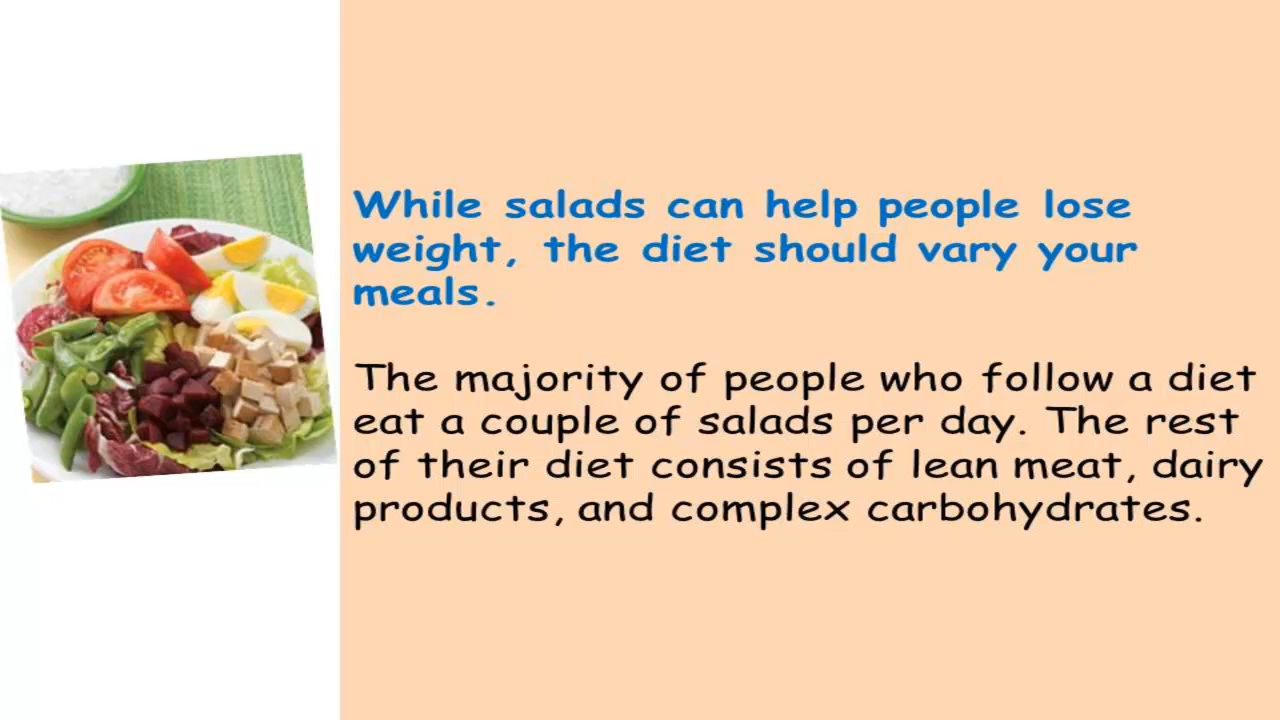 While salads can help people lose
weight, the diet should vary your
meals.
The majority of people who follow a diet
eat a couple of salads per day. The rest
of their diet consists of lean meat, dairy
products, and complex carbohydrates.